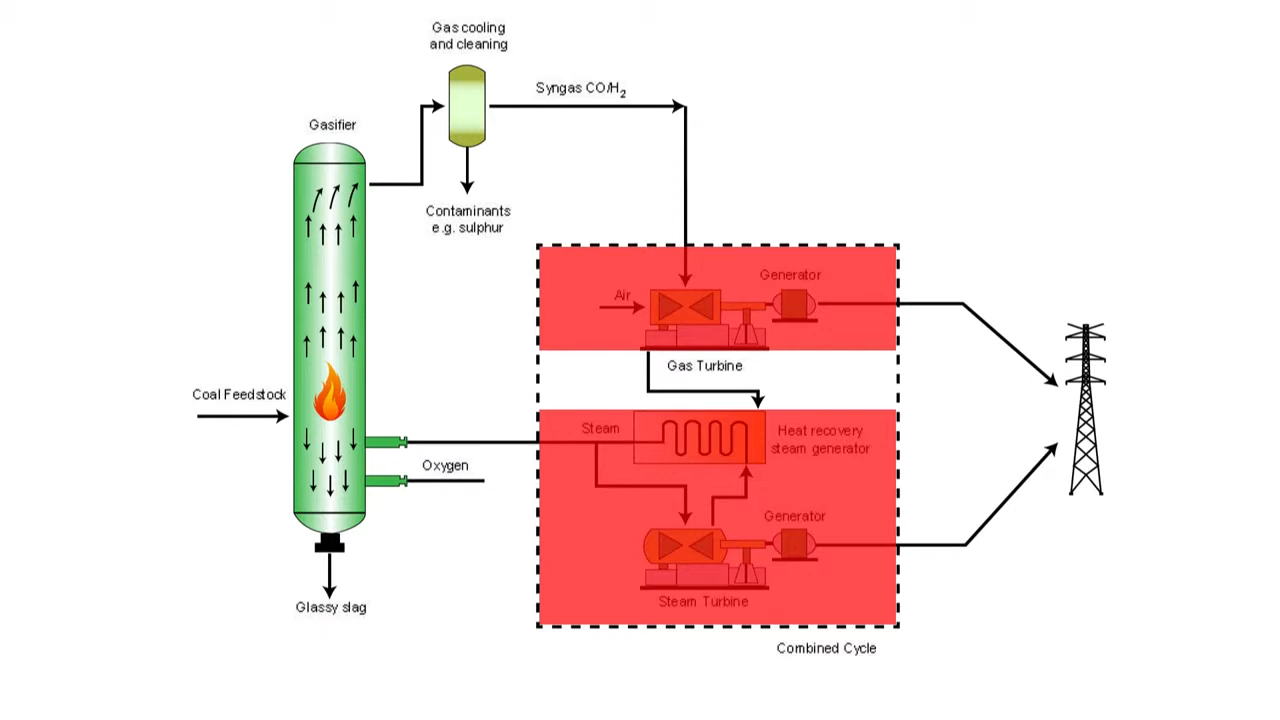 Gas cooling
and cleaning
Syngas CO/H2
Gasifier
Contaminants
e.g. sulphur
Generator
Air
Gas Turbine
Coal Feedstock
Steam
Heat recovery
steam generator
Oxygen
Generator
Steam Turbine
Glassy slag
Combined Cycle